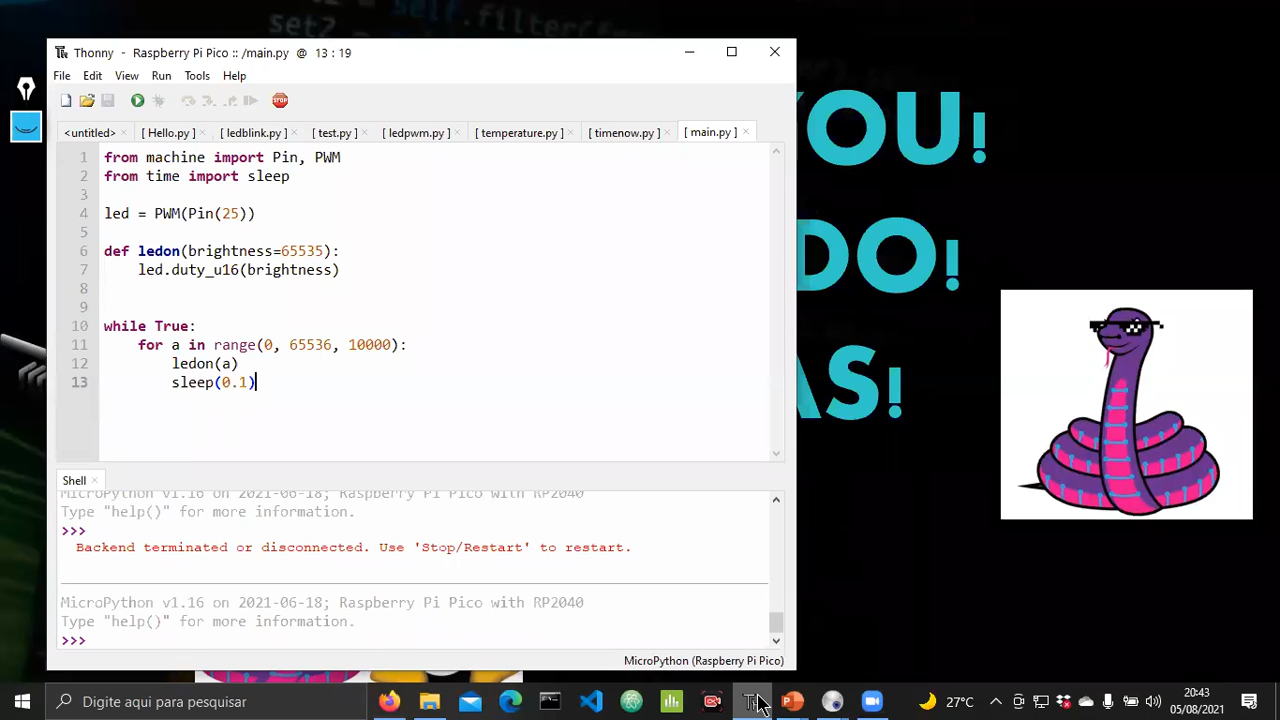 set2 = self.filter(
YOU!
DO!
AS!
Thonny - Raspberry Pi Pico :: /main.py @ 13 : 19
File Edit View Run Tools Help
STOP
<untitled> [ Hello.py ] [ ledblink.py ] [ test.py ] [ ledpwm.py ] [ temperature.py ] [ timenow.py ] [ main.py ]
1 from machine import Pin, PWM
2 from time import sleep
3
4 led = PWM(Pin(25))
5
6 def ledon(brightness=65535):
7     led.duty_u16(brightness)
8
9
10 while True:
11     for a in range(0, 65536, 10000):
12         ledon(a)
13         sleep(0.1)
Shell
MicroPython v1.16 on 2021-06-18; Raspberry Pi Pico with RP2040
Type "help()" for more information.
>>>
Backend terminated or disconnected. Use 'Stop/Restart' to restart.
MicroPython v1.16 on 2021-06-18; Raspberry Pi Pico with RP2040
Type "help()" for more information.
>>>
MicroPython (Raspberry Pi Pico)
Digite aqui para pesquisar
27°C
20:43
05/08/2021